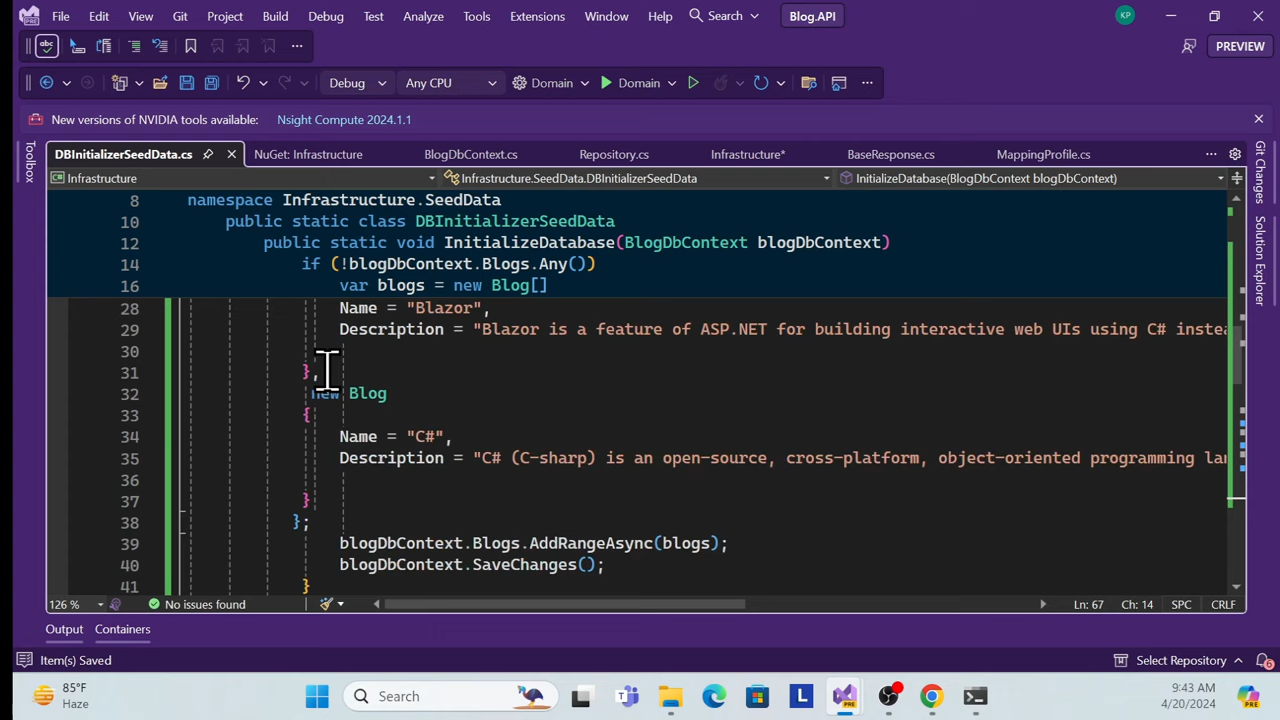 File Edit View Git Project Build Debug Test Analyze Tools Extensions Window Help Search Blog.API KP
abc PREVIEW
Debug Any CPU Domain Domain
New versions of NVIDIA tools available: Nsight Compute 2024.1.1
Toolbox
DBInitializerSeedData.cs NuGet: Infrastructure BlogDbContext.cs Repository.cs Infrastructure* BaseResponse.cs MappingProfile.cs
Git Changes
Solution Explorer
Infrastructure Infrastructure.SeedData.DBInitializerSeedData InitializeDatabase(BlogDbContext blogDbContext)
8 namespace Infrastructure.SeedData
10 public static class DBInitializerSeedData
12 public static void InitializeDatabase(BlogDbContext blogDbContext)
14 if (!blogDbContext.Blogs.Any())
16 var blogs = new Blog[]
28 Name = "Blazor",
29 Description = "Blazor is a feature of ASP.NET for building interactive web UIs using C# instea
30
31 },
32 new Blog
33 {
34 Name = "C#",
35 Description = "C# (C-sharp) is an open-source, cross-platform, object-oriented programming lan
36
37 }
38 };
39 blogDbContext.Blogs.AddRangeAsync(blogs);
40 blogDbContext.SaveChanges();
41 }
126 % No issues found Ln: 67 Ch: 14 SPC CRLF
Output Containers
Item(s) Saved Select Repository 6
85°F
Haze
Search
L
PRE
9:43 AM
4/20/2024
PRE